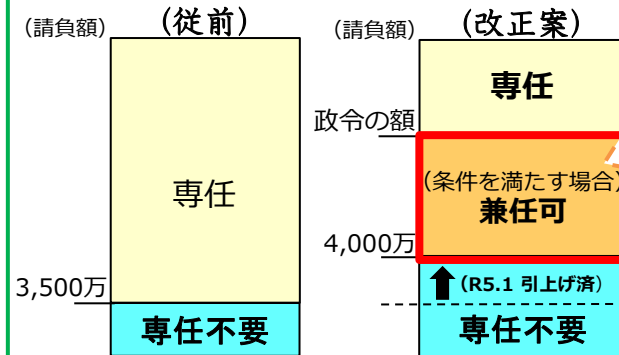 (請負額)
(従前)
専任
3,500万
専任不要
(請負額)
(改正案)
専任
政令の額
(条件を満たす場合)
兼任可
4,000万
(R5.1 引上げ済)
専任不要